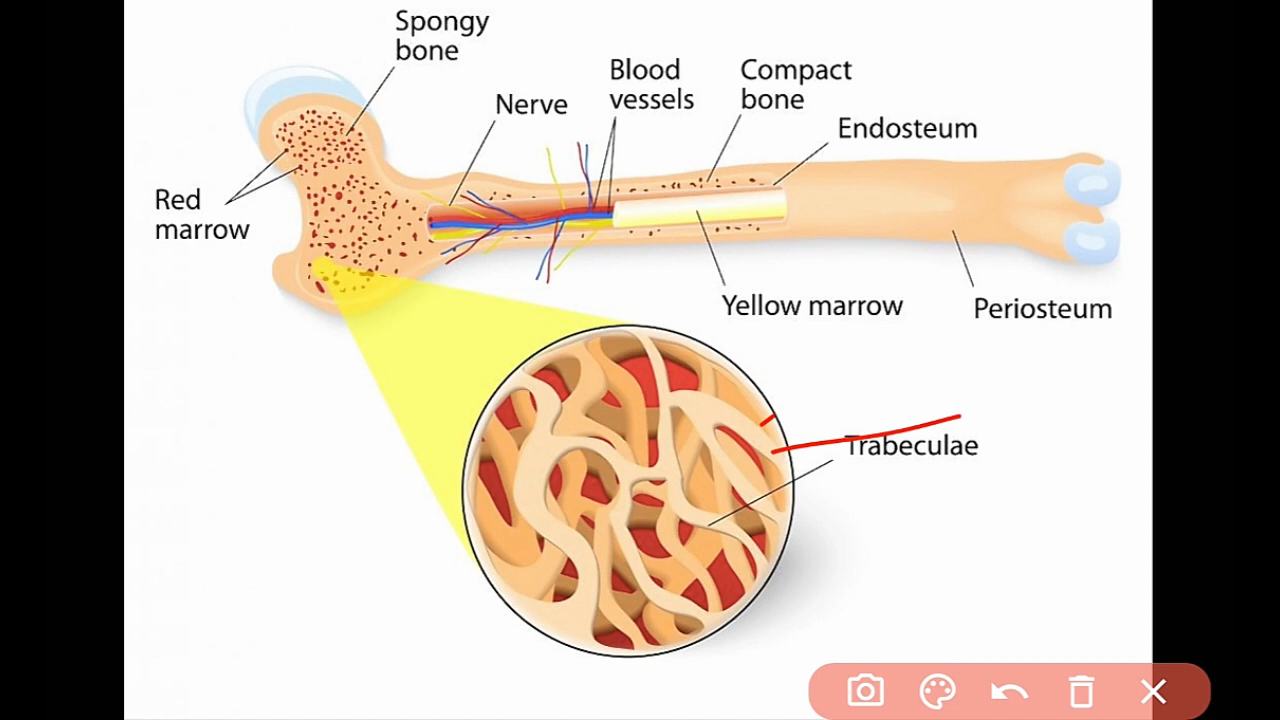 Spongy
bone
Blood
vessels
Compact
bone
Nerve
Endosteum
Red
marrow
Yellow marrow
Periosteum
Trabeculae